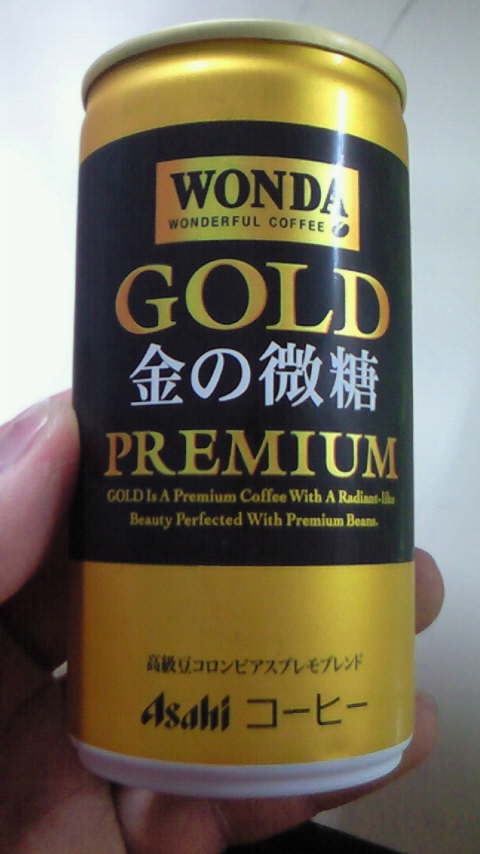 WONDA
WONDERFUL COFFEE
GOLD
金の微糖
PREMIUM
GOLD Is A Premium Coffee With A Radiant-like
Beauty Perfected With Premium Beans.
高級豆コロンビアスプレモブレンド
Asahi コーヒー